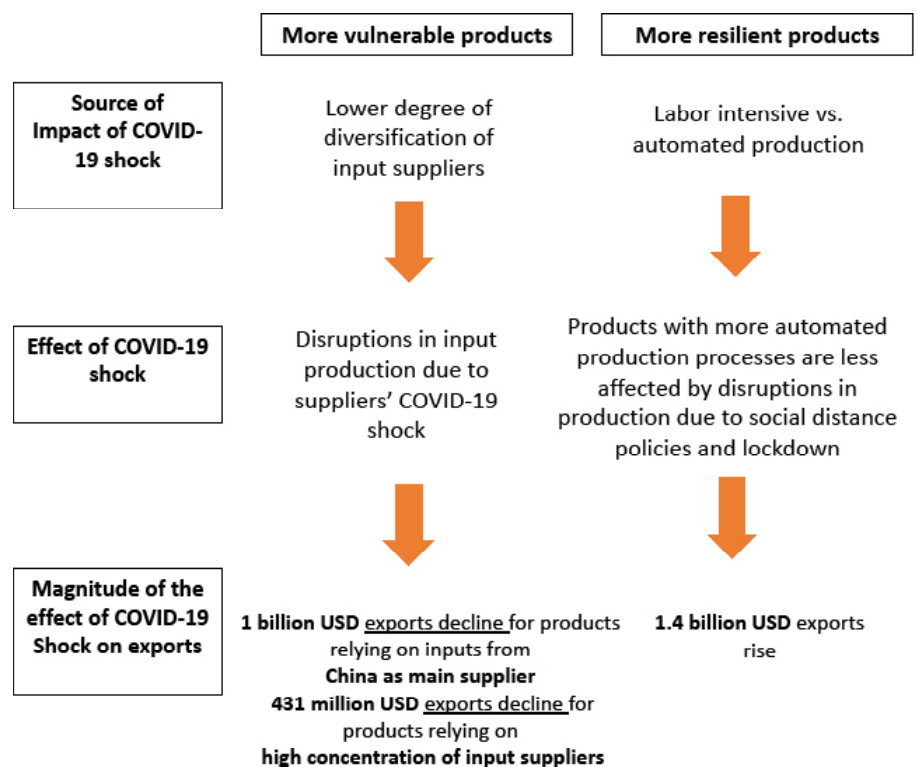 More vulnerable products
More resilient products
Source of
Impact of COVID-
19 shock
Lower degree of
diversification of
input suppliers
Labor intensive vs.
automated production
Effect of COVID-19
shock
Disruptions in input
production due to
suppliers’ COVID-19
shock
Products with more automated
production processes are less
affected by disruptions in
production due to social distance
policies and lockdown
Magnitude of the
effect of COVID-19
Shock on exports
1 billion USD exports decline for products
relying on inputs from
China as main supplier
431 million USD exports decline for
products relying on
high concentration of input suppliers
1.4 billion USD exports
rise